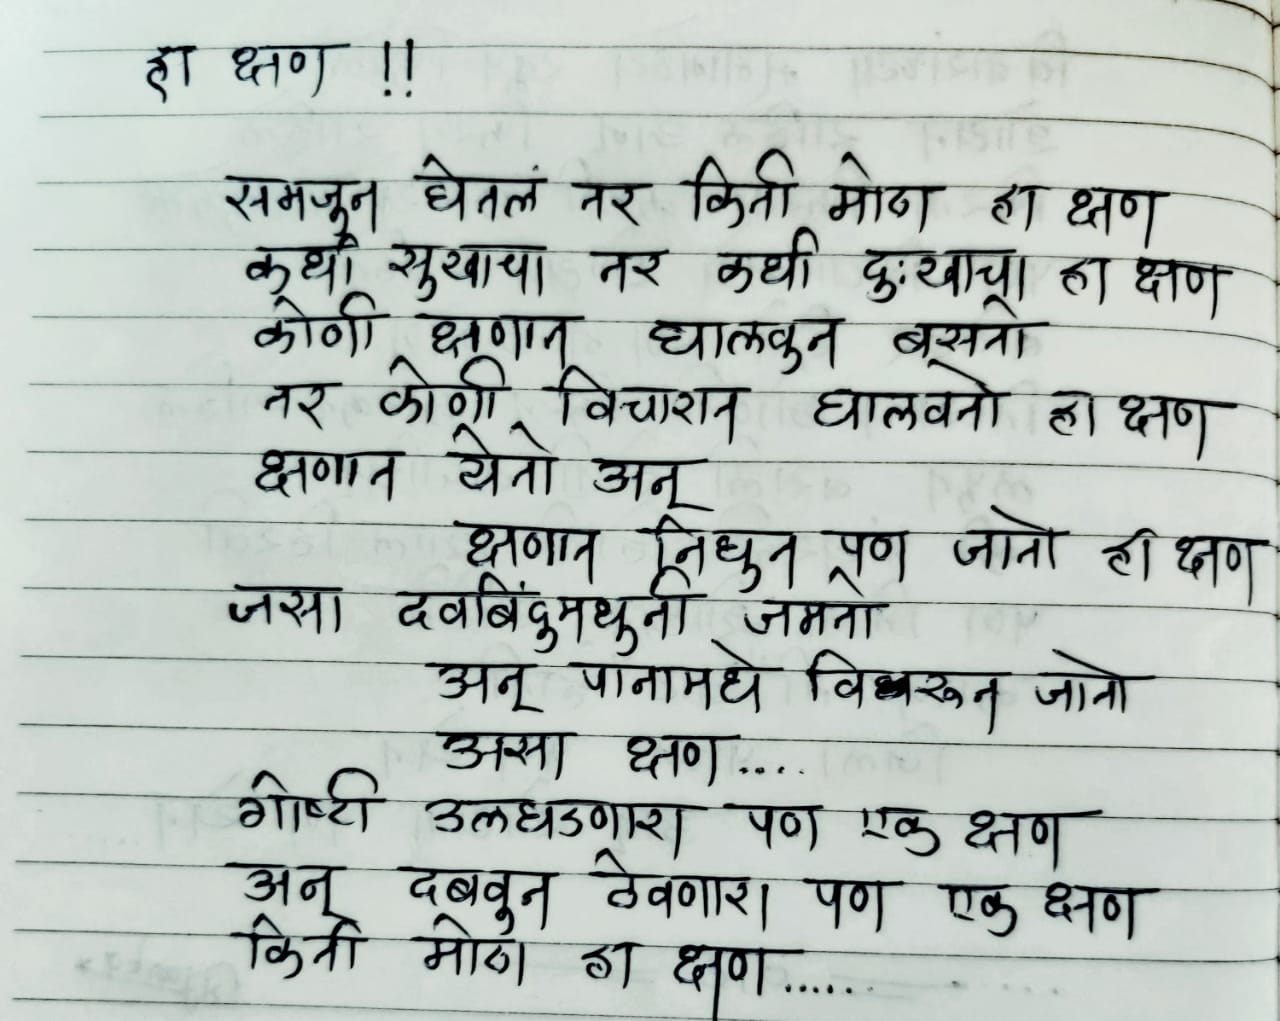 हा क्षण !!
समजुन घेतलं तर किती मोठा हा क्षण
कधी सुखाचा तर कधी दुःखाचा हा क्षण
कोणी क्षणात घालवुन बसतो
तर कोणी विचारात घालवतो हा क्षण
क्षणात येतो अन्
क्षणात निघुन पण जातो हा क्षण
जसा दवबिंदुमधुनी जमतो
अन् पानामधे विखरुन जातो
असा क्षण....
गोष्टी उलघडणारा पण एक क्षण
अन् दबवुन ठेवणारा पण एक क्षण
किती मोठा हा क्षण......